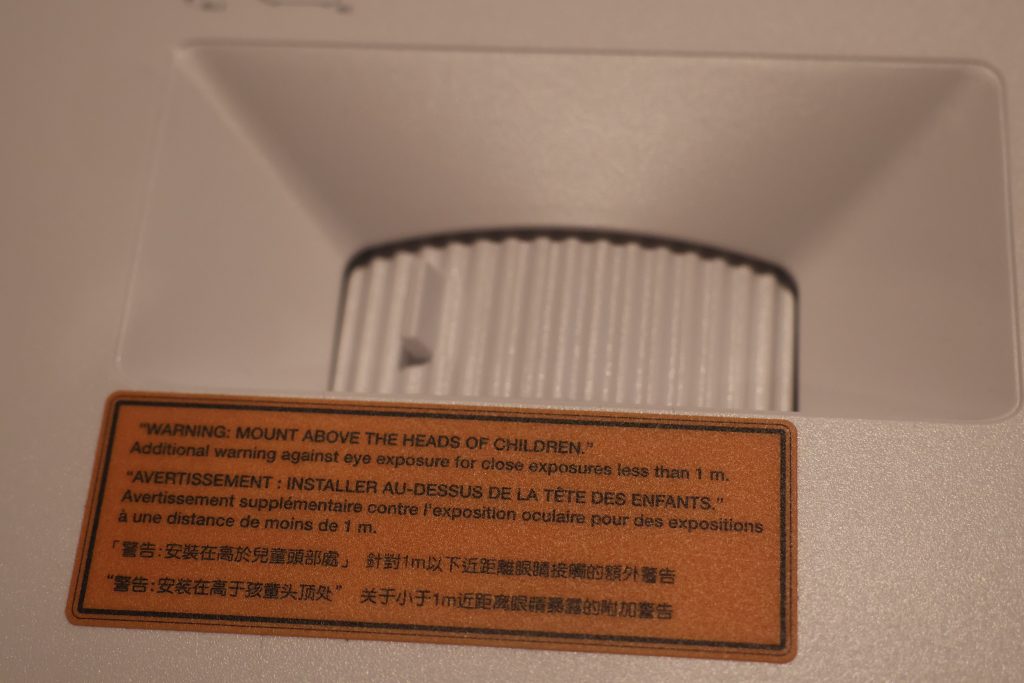 "WARNING: MOUNT ABOVE THE HEADS OF CHILDREN."
Additional warning against eye exposure for close exposures less than 1 m.
"AVERTISSEMENT : INSTALLER AU-DESSUS DE LA TÊTE DES ENFANTS."
Avertissement supplémentaire contre l'exposition oculaire pour des expositions
à une distance de moins de 1 m.
「警告:安裝在高於兒童頭部處」 針對1m以下近距離眼睛接觸的額外警告
"警告:安装在高于孩童头顶处" 关于小于1m近距离眼睛暴露的附加警告